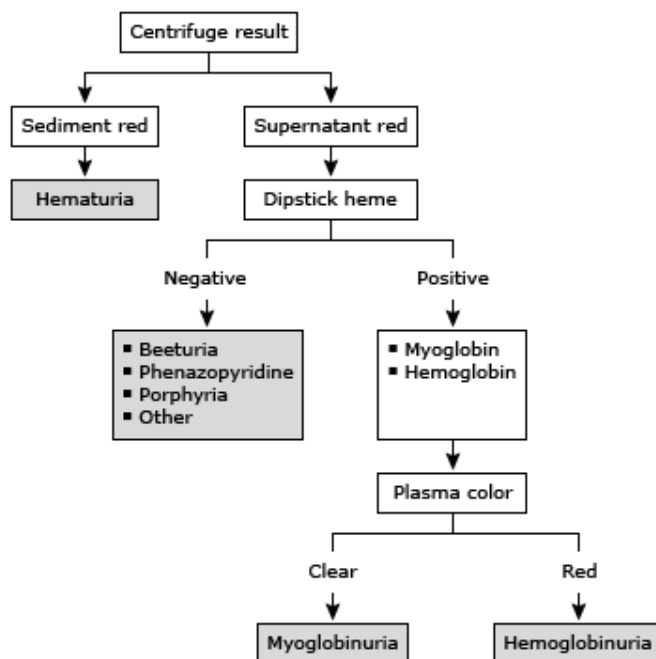 Centrifuge result
Sediment red
Supernatant red
Hematuria
Dipstick heme
Negative
Positive
▪ Beeturia
▪ Phenazopyridine
▪ Porphyria
▪ Other
▪ Myoglobin
▪ Hemoglobin
Plasma color
Clear
Red
Myoglobinuria
Hemoglobinuria